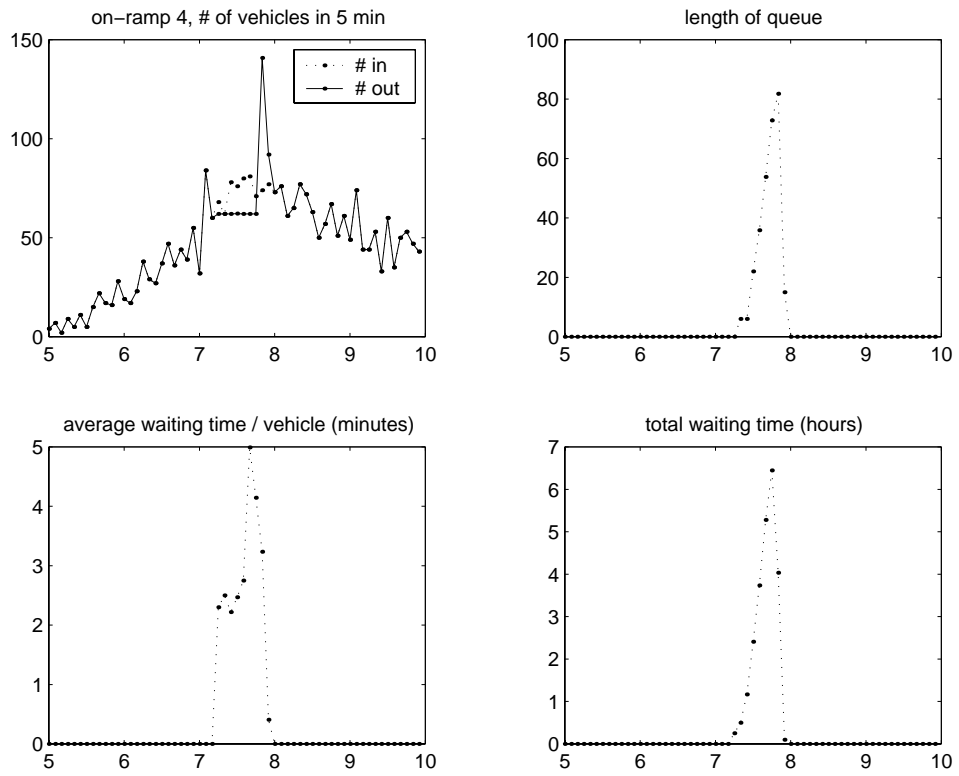 on−ramp 4, # of vehicles in 5 min
150
100
50
0
5 6 7 8 9 10
# in
# out
length of queue
100
80
60
40
20
0
5 6 7 8 9 10
average waiting time / vehicle (minutes)
5
4
3
2
1
0
5 6 7 8 9 10
total waiting time (hours)
7
6
5
4
3
2
1
0
5 6 7 8 9 10